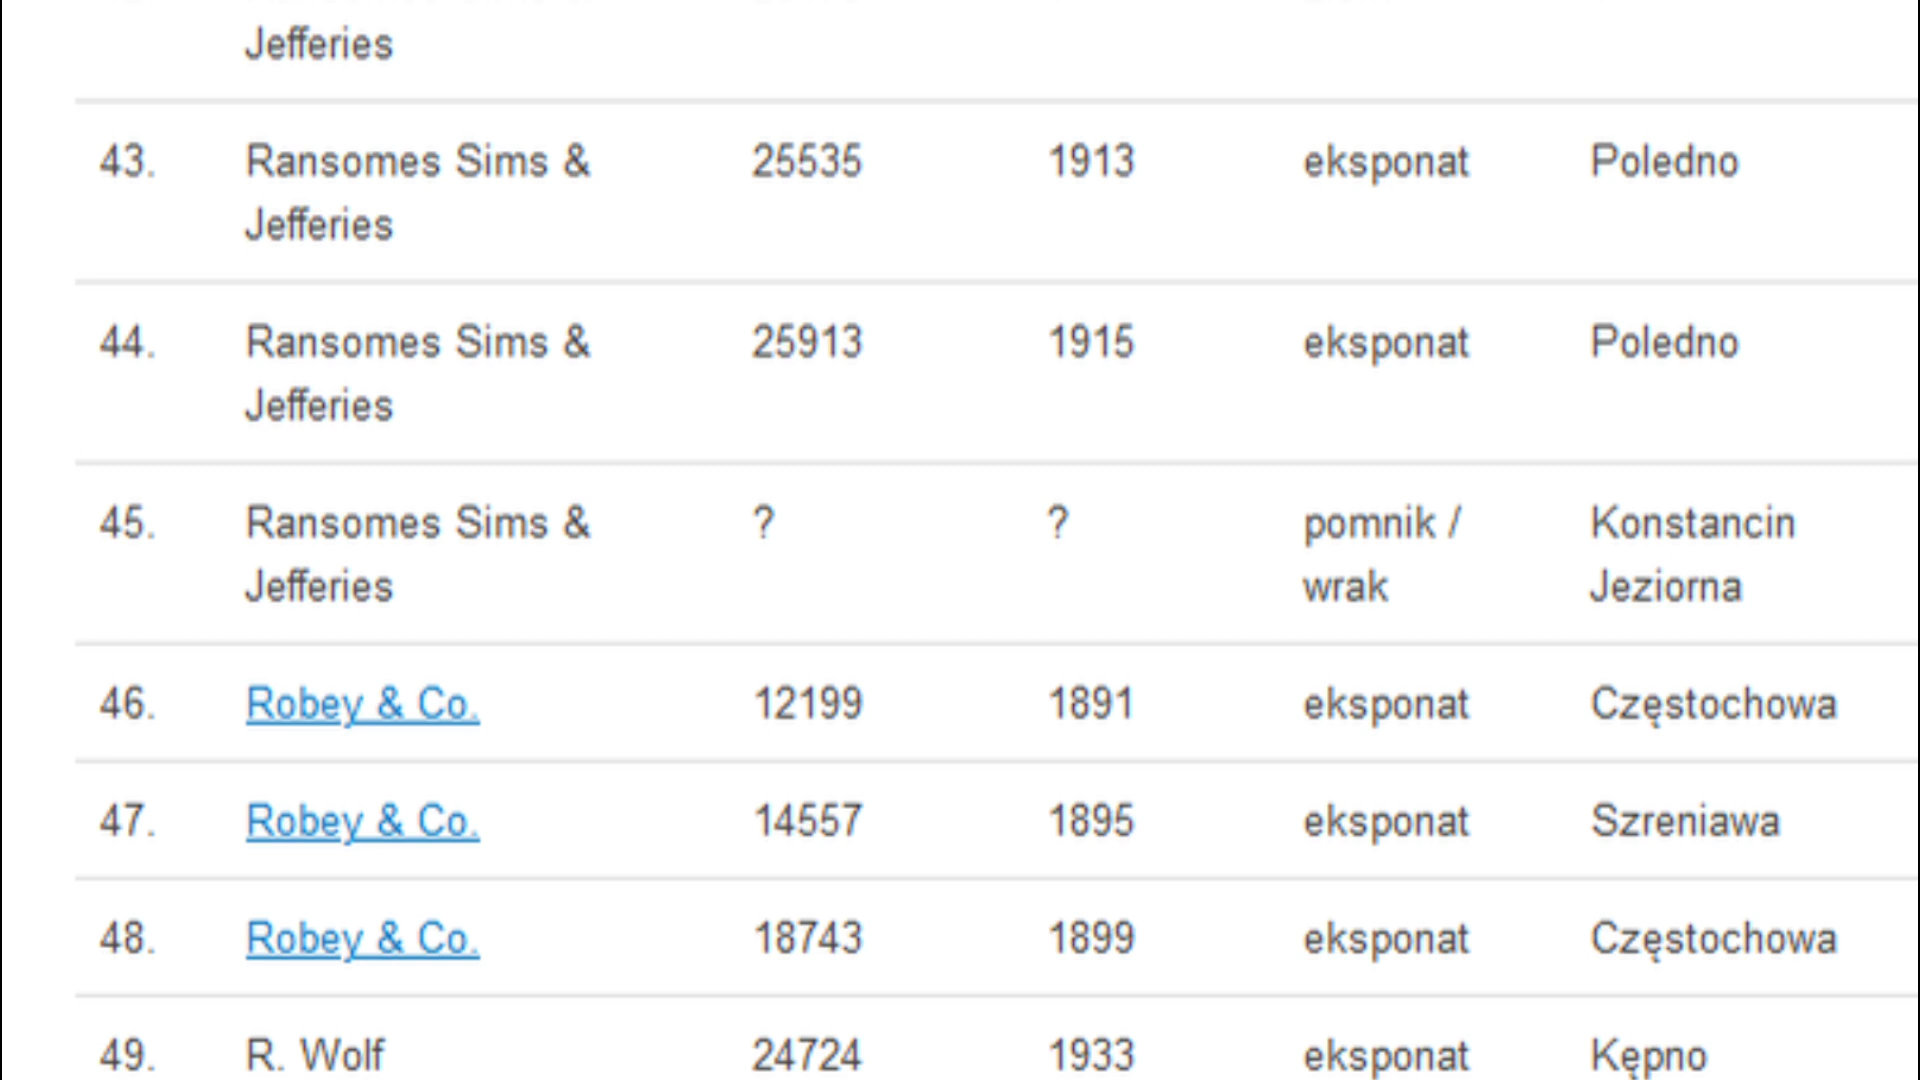 Jefferies
43. Ransomes Sims & 25535 1913 eksponat Poledno
Jefferies
44. Ransomes Sims & 25913 1915 eksponat Poledno
Jefferies
45. Ransomes Sims & ? ? pomnik / Konstancin
Jefferies wrak Jeziorna
46. Robey & Co. 12199 1891 eksponat Częstochowa
47. Robey & Co. 14557 1895 eksponat Szreniawa
48. Robey & Co. 18743 1899 eksponat Częstochowa
49. R. Wolf 24724 1933 eksponat Kępno